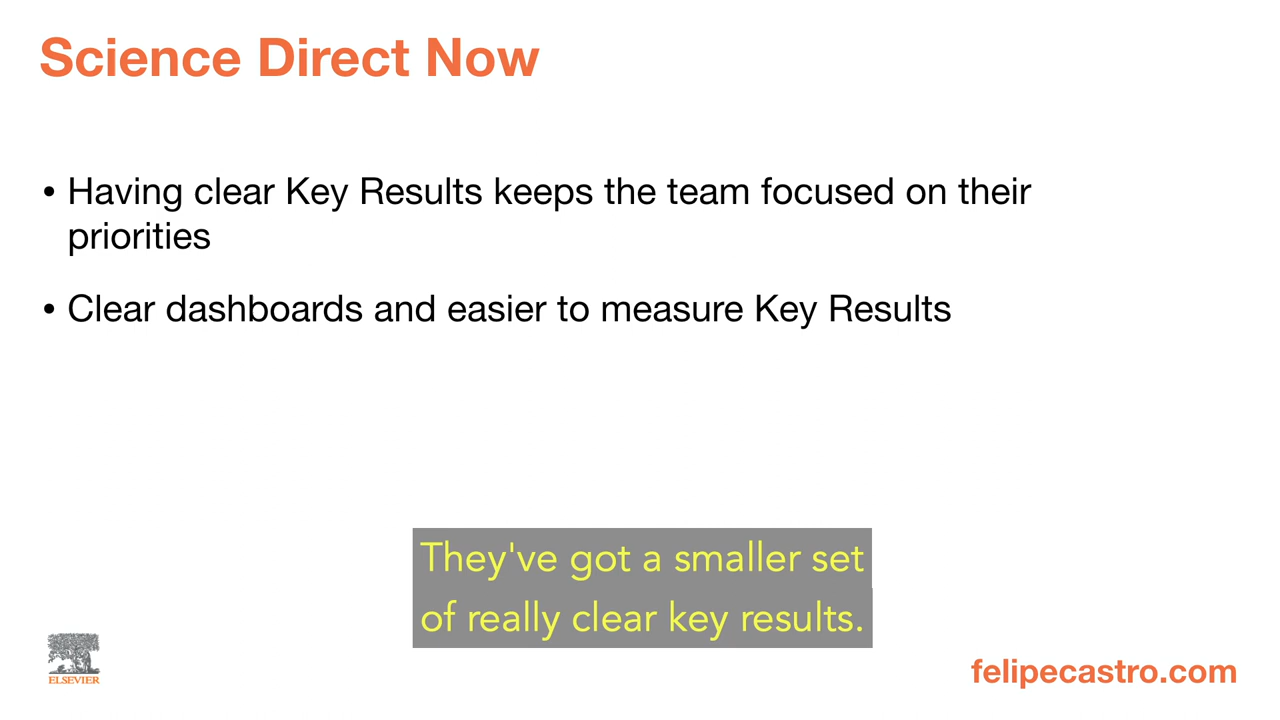 Science Direct Now
• Having clear Key Results keeps the team focused on their
priorities
• Clear dashboards and easier to measure Key Results
They've got a smaller set
of really clear key results.
ELSEVIER
felipecastro.com